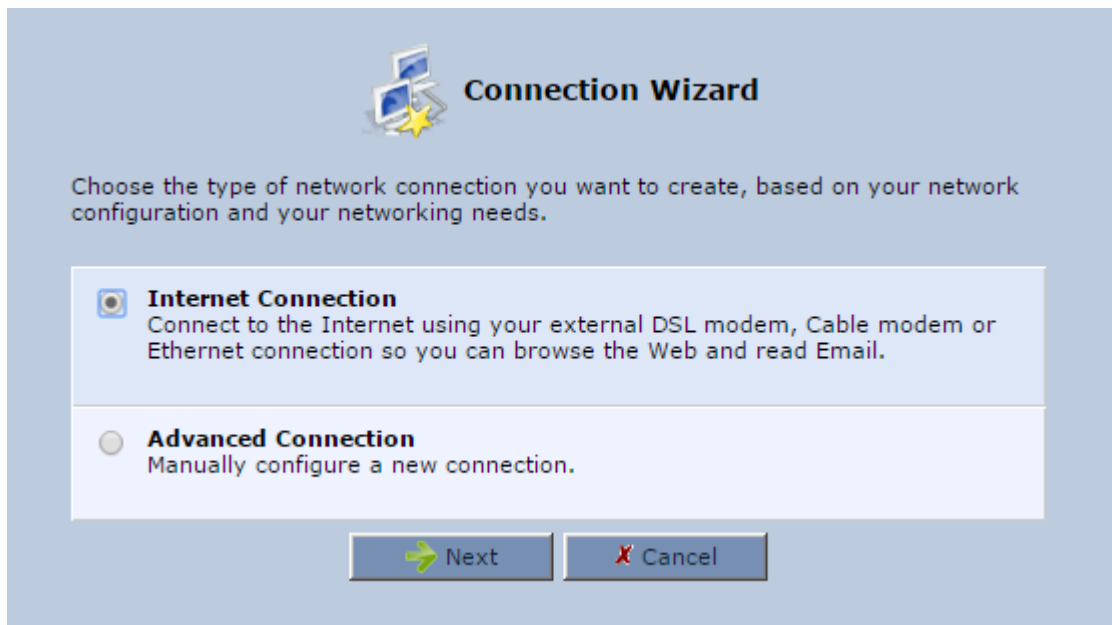 Connection Wizard
Choose the type of network connection you want to create, based on your network
configuration and your networking needs.
Internet Connection
Connect to the Internet using your external DSL modem, Cable modem or
Ethernet connection so you can browse the Web and read Email.
Advanced Connection
Manually configure a new connection.
Next
Cancel